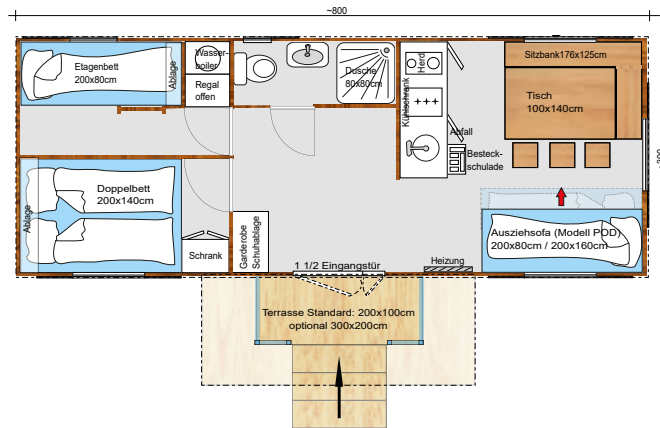 ~800
Etagenbett
200x80cm
Ablage
Wasser-
boiler
Regal
offen
Dusche
80x80cm
Herd
Kühlschrank
Abfall
Besteck-
schulade
Sitzbank176x125cm
Tisch
100x140cm
~300
Doppelbett
200x140cm
Ablage
Schrank
Garderobe
Schuhablage
1 1/2 Eingangstür
Heizung
Ausziehsofa (Modell POD)
200x80cm / 200x160cm
Terrasse Standard: 200x100cm
optional 300x200cm